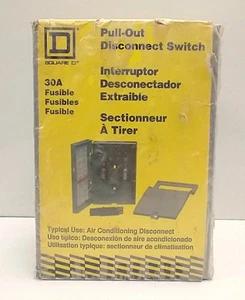 D
SQUARE D
Pull-Out
Disconnect Switch
30A
Fusible
Fusibles
Fusible
Interruptor
Desconectador
Extraible
Sectionneur
À Tirer
Typical Use: Air Conditioning Disconnect
Uso típico: Desconexión de aire acondicionado
Utilisation typique: sectionneur de climatisation